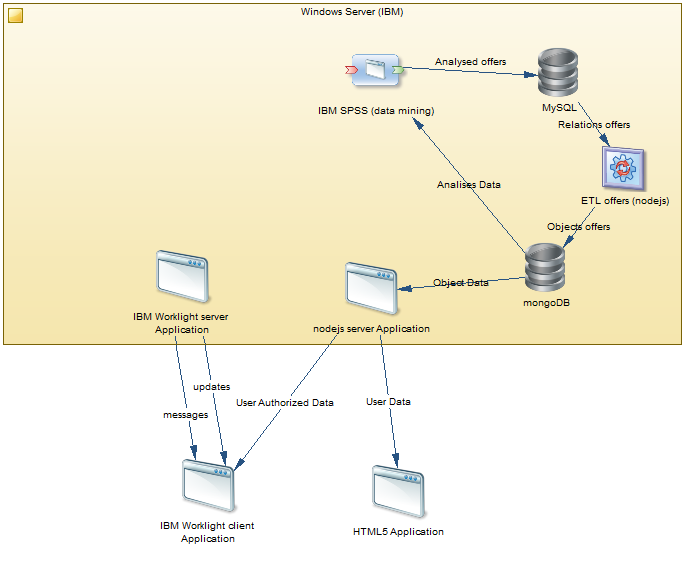 Windows Server (IBM)
Analysed offers
IBM SPSS (data mining)
MySQL
Relations offers
ETL offers (nodejs)
Analises Data
Objects offers
Object Data
mongoDB
IBM Worklight server
Application
nodejs server Application
updates
messages
User Authorized Data
User Data
IBM Worklight client
Application
HTML5 Application